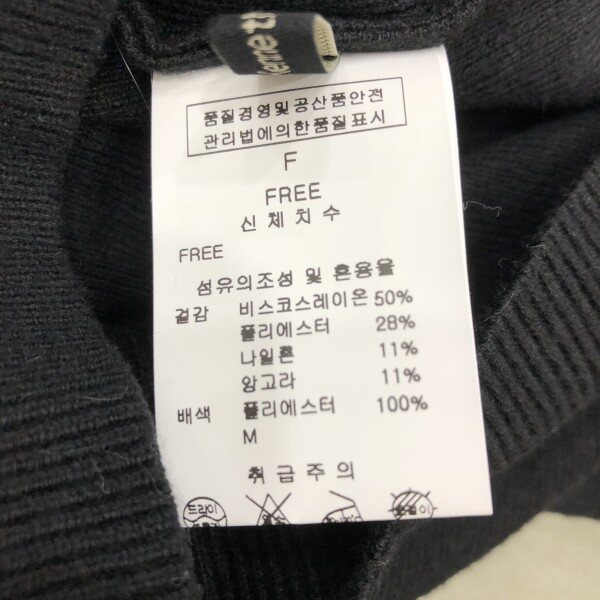 품질경영및공산품안전
관리법에의한품질표시
F
FREE
신체치수
FREE
섬유의조성 및 혼용율
겉감 비스코스레이온 50%
폴리에스터 28%
나일론 11%
앙고라 11%
배색 폴리에스터 100%
M
취급주의
드라이